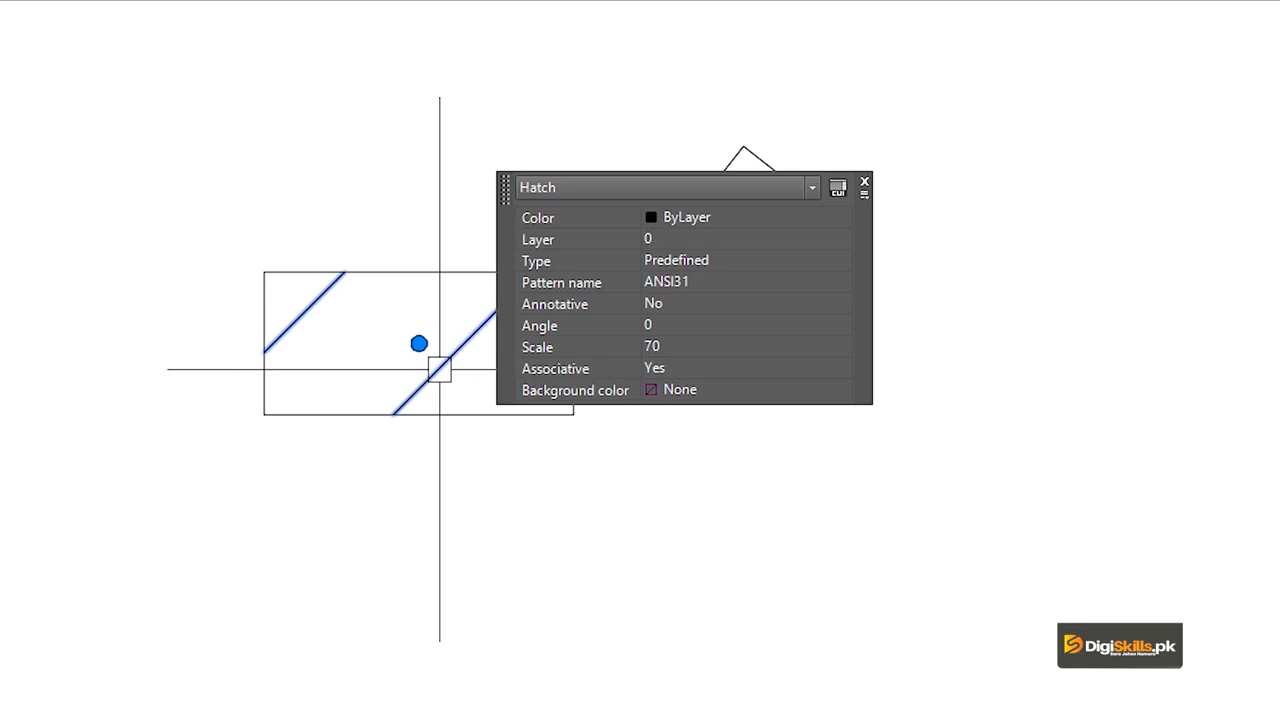 Hatch
CUI
Color ByLayer
Layer 0
Type Predefined
Pattern name ANSI31
Annotative No
Angle 0
Scale 70
Associative Yes
Background color None
DigiSkills.pk